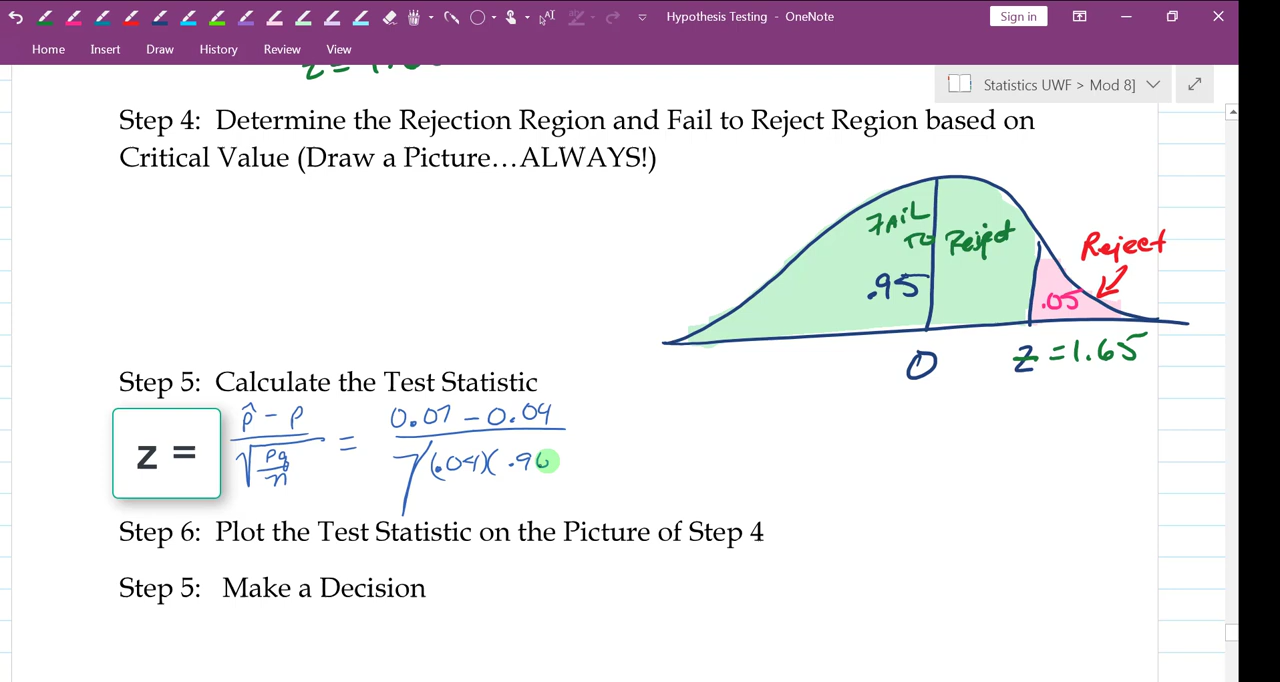 Hypothesis Testing - OneNote
Sign in
Home Insert Draw History Review View
Statistics UWF > Mod 8]
Step 4: Determine the Rejection Region and Fail to Reject Region based on
Critical Value (Draw a Picture…ALWAYS!)
FAIL
TO Reject
Reject
.95
.05
0
z = 1.65
Step 5: Calculate the Test Statistic
z = p̂ - p / √(pq/n) = 0.07 - 0.04 / √(.04)(.96
Step 6: Plot the Test Statistic on the Picture of Step 4
Step 5: Make a Decision